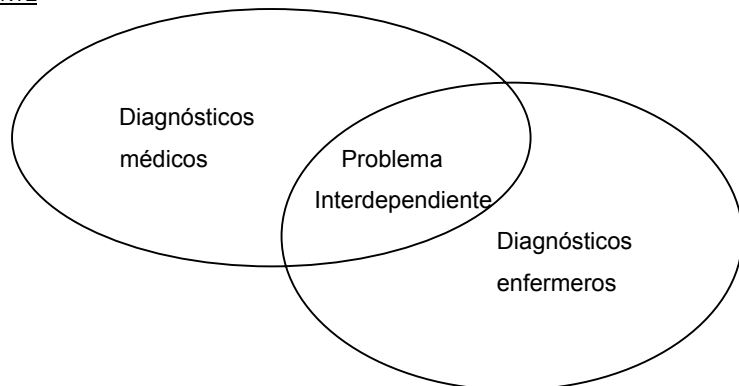 Diagnósticos
médicos
Problema
Interdependiente
Diagnósticos
enfermeros